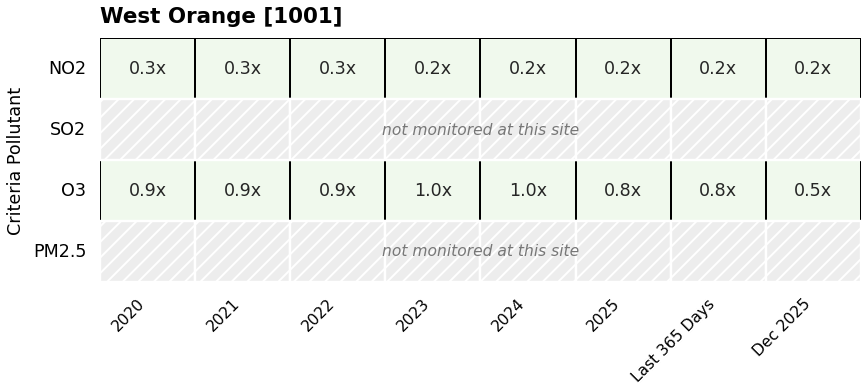 West Orange [1001]
Criteria Pollutant
NO2 0.3x 0.3x 0.3x 0.2x 0.2x 0.2x 0.2x 0.2x
SO2 not monitored at this site
O3 0.9x 0.9x 0.9x 1.0x 1.0x 0.8x 0.8x 0.5x
PM2.5 not monitored at this site
2020 2021 2022 2023 2024 2025 Last 365 Days Dec 2025